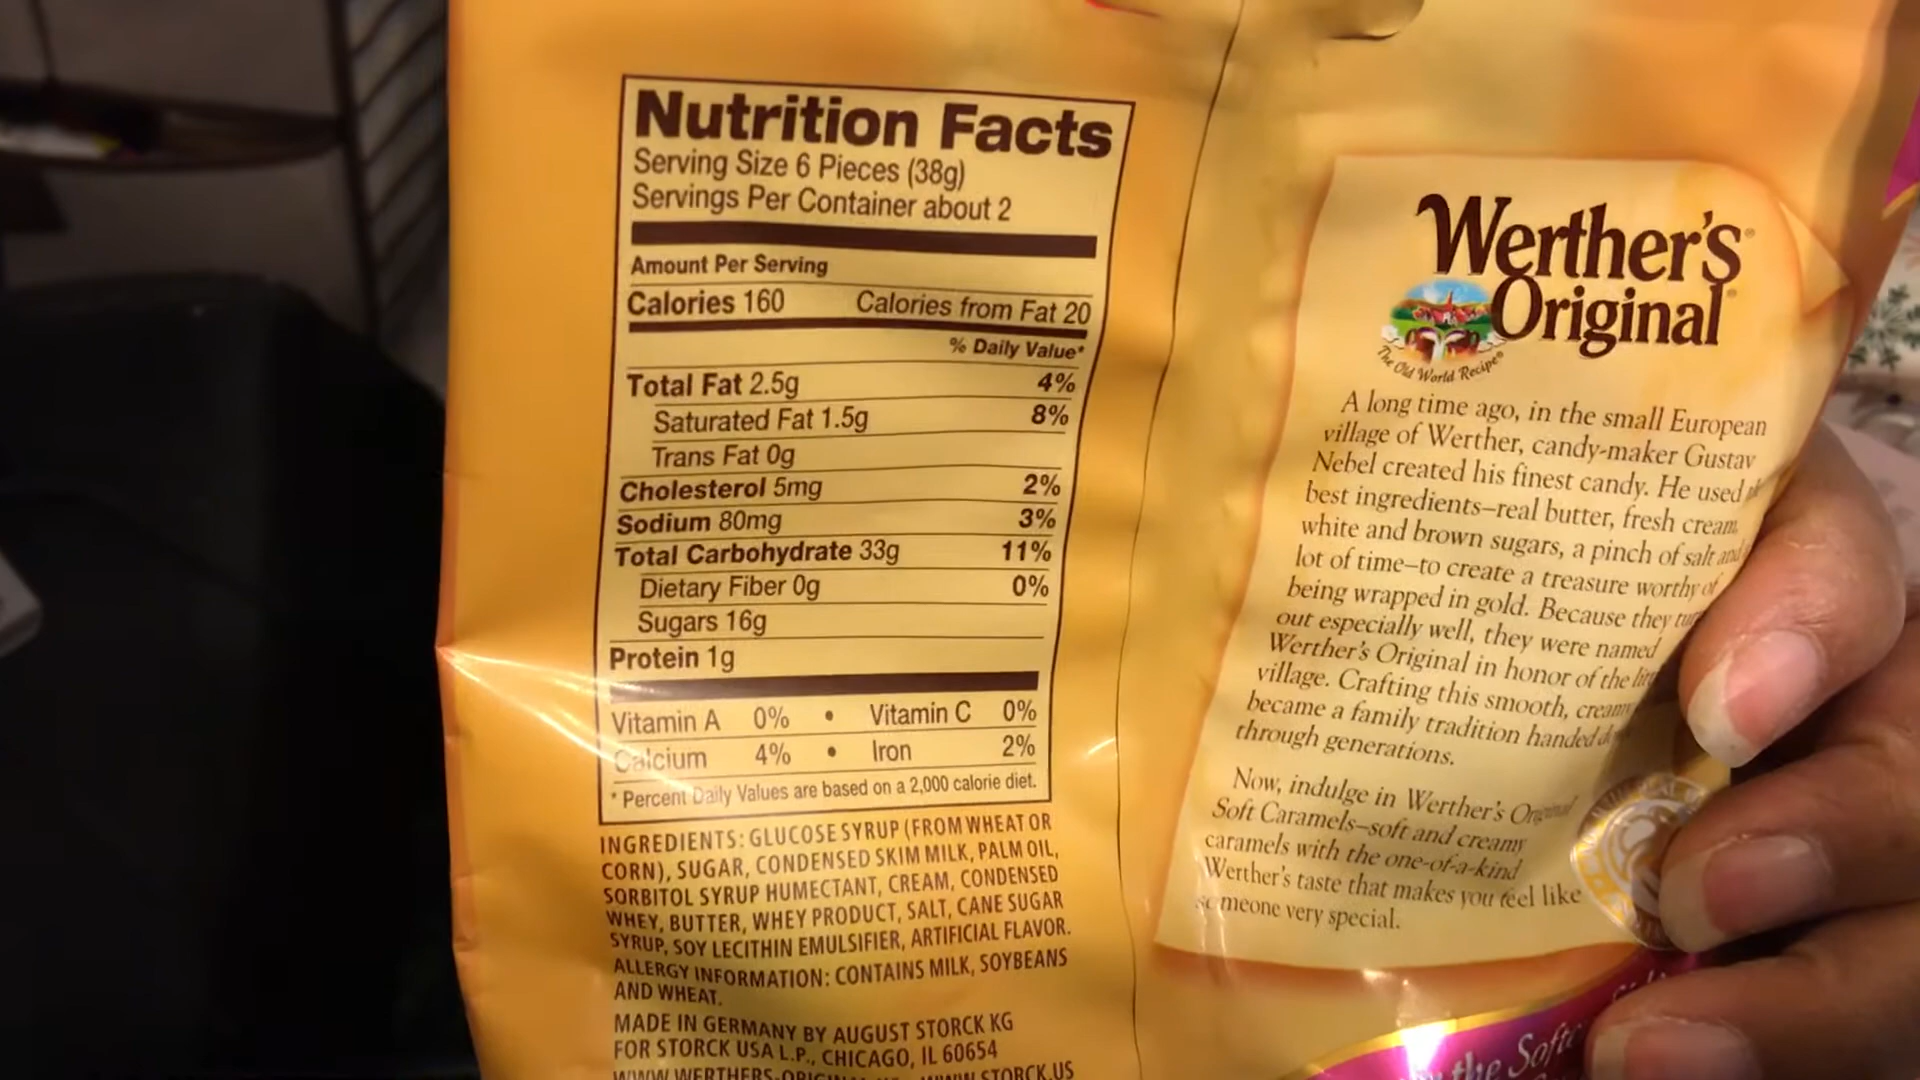 Nutrition Facts
Serving Size 6 Pieces (38g)
Servings Per Container about 2
Amount Per Serving
Calories 160 Calories from Fat 20
% Daily Value*
Total Fat 2.5g 4%
Saturated Fat 1.5g 8%
Trans Fat 0g
Cholesterol 5mg 2%
Sodium 80mg 3%
Total Carbohydrate 33g 11%
Dietary Fiber 0g 0%
Sugars 16g
Protein 1g
Vitamin A 0% • Vitamin C 0%
Calcium 4% • Iron 2%
* Percent Daily Values are based on a 2,000 calorie diet.
INGREDIENTS: GLUCOSE SYRUP (FROM WHEAT OR
CORN), SUGAR, CONDENSED SKIM MILK, PALM OIL,
SORBITOL SYRUP HUMECTANT, CREAM, CONDENSED
WHEY, BUTTER, WHEY PRODUCT, SALT, CANE SUGAR
SYRUP, SOY LECITHIN EMULSIFIER, ARTIFICIAL FLAVOR.
ALLERGY INFORMATION: CONTAINS MILK, SOYBEANS
AND WHEAT.
MADE IN GERMANY BY AUGUST STORCK KG
FOR STORCK USA L.P., CHICAGO, IL 60654
Werther's®
Original®
The Old World Recipe®
A long time ago, in the small European
village of Werther, candy-maker Gustav
Nebel created his finest candy. He used
best ingredients–real butter, fresh cream,
white and brown sugars, a pinch of salt and
lot of time–to create a treasure worthy of
being wrapped in gold. Because they
out especially well, they were named
Werther's Original in honor of the
village. Crafting this smooth,
became a family tradition handed
through generations.
Now, indulge in Werther's Original
Soft Caramels–soft and creamy
caramels with the one-of-a-kind
Werther's taste that makes you feel like
someone very special.
the